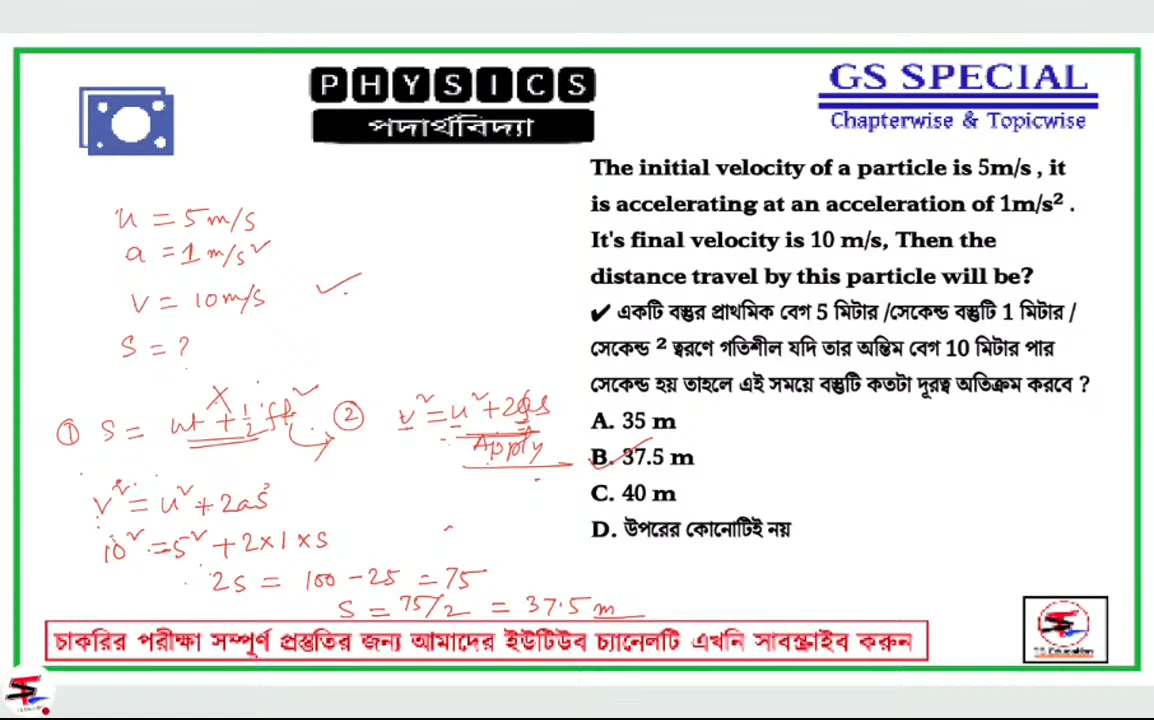 PHYSICS
পদার্থবিদ্যা
GS SPECIAL
Chapterwise & Topicwise
The initial velocity of a particle is 5m/s , it
is accelerating at an acceleration of 1m/s² .
It's final velocity is 10 m/s, Then the
distance travel by this particle will be?
✔ একটি বস্তুর প্রাথমিক বেগ 5 মিটার /সেকেন্ড বস্তুটি 1 মিটার /
সেকেন্ড ² ত্বরণে গতিশীল যদি তার অন্তিম বেগ 10 মিটার পার
সেকেন্ড হয় তাহলে এই সময়ে বস্তুটি কতটা দূরত্ব অতিক্রম করবে ?
A. 35 m
B. 37.5 m
C. 40 m
D. উপরের কোনোটিই নয়
u = 5 m/s
a = 1 m/s²
v = 10 m/s
S = ?
① S = ut + ½ ft²
② v² = u² + 2as
Apply
v² = u² + 2as
10² = 5² + 2 × 1 × s
2s = 100 - 25 = 75
s = 75/2 = 37.5 m
চাকরির পরীক্ষা সম্পূর্ণ প্রস্তুতির জন্য আমাদের ইউটিউব চ্যানেলটি এখনি সাবস্ক্রাইব করুন